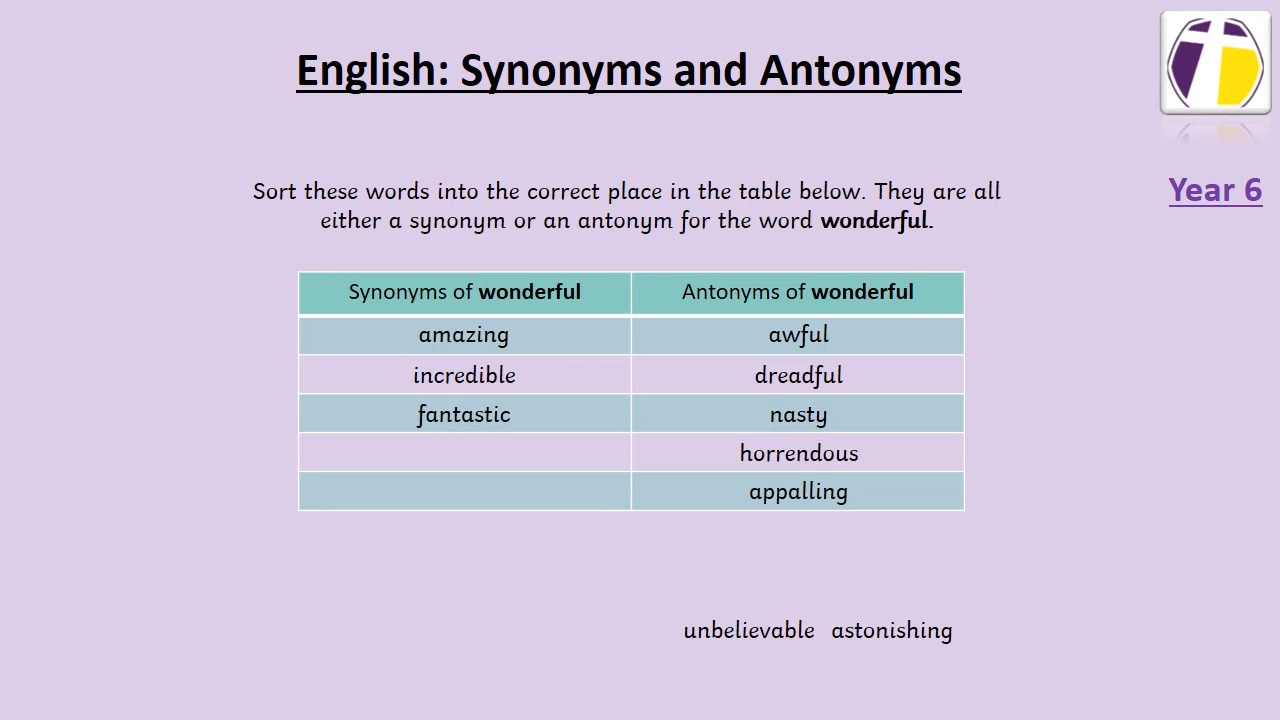 English: Synonyms and Antonyms
Sort these words into the correct place in the table below. They are all
either a synonym or an antonym for the word wonderful.
Year 6
Synonyms of wonderful Antonyms of wonderful
amazing awful
incredible dreadful
fantastic nasty
horrendous
appalling
unbelievable astonishing